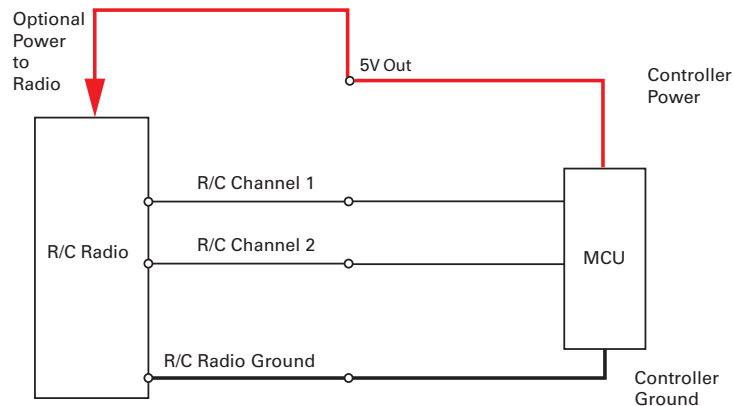 Optional
Power
to
Radio
5V Out
Controller
Power
R/C Channel 1
R/C Radio
R/C Channel 2
MCU
R/C Radio Ground
Controller
Ground